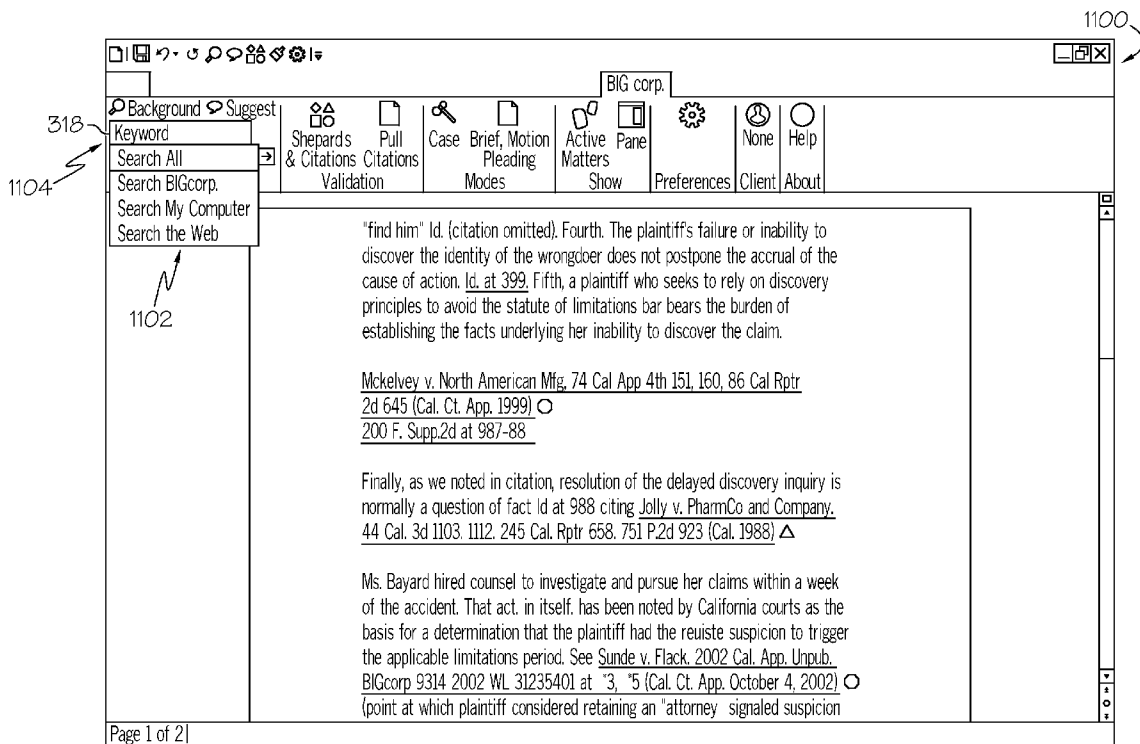 1100
BIG corp.
Background Suggest
318
Keyword
1104
Search All
Search BIGcorp.
Search My Computer
Search the Web
1102
Shepard's
& Citations
Pull
Citations
Validation
Case
Brief, Motion
Pleading
Modes
Active
Matters
Pane
Show
Preferences
None
Client
Help
About
"find him" Id. (citation omitted). Fourth. The plaintiff's failure or inability to
discover the identity of the wrongdoer does not postpone the accrual of the
cause of action. Id. at 399. Fifth, a plaintiff who seeks to rely on discovery
principles to avoid the statute of limitations bar bears the burden of
establishing the facts underlying her inability to discover the claim.
Mckelvey v. North American Mfg, 74 Cal App 4th 151, 160, 86 Cal Rptr
2d 645 (Cal. Ct. App. 1999)
200 F. Supp.2d at 987-88
Finally, as we noted in citation, resolution of the delayed discovery inquiry is
normally a question of fact Id at 988 citing Jolly v. PharmCo and Company.
44 Cal. 3d 1103. 1112. 245 Cal. Rptr 658. 751 P.2d 923 (Cal. 1988)
Ms. Bayard hired counsel to investigate and pursue her claims within a week
of the accident. That act. in itself. has been noted by California courts as the
basis for a determination that the plaintiff had the reuiste suspicion to trigger
the applicable limitations period. See Sunde v. Flack. 2002 Cal. App. Unpub.
BIGcorp 9314 2002 WL 31235401 at *3, *5 (Cal. Ct. App. October 4, 2002)
(point at which plaintiff considered retaining an "attorney signaled suspicion
Page 1 of 2